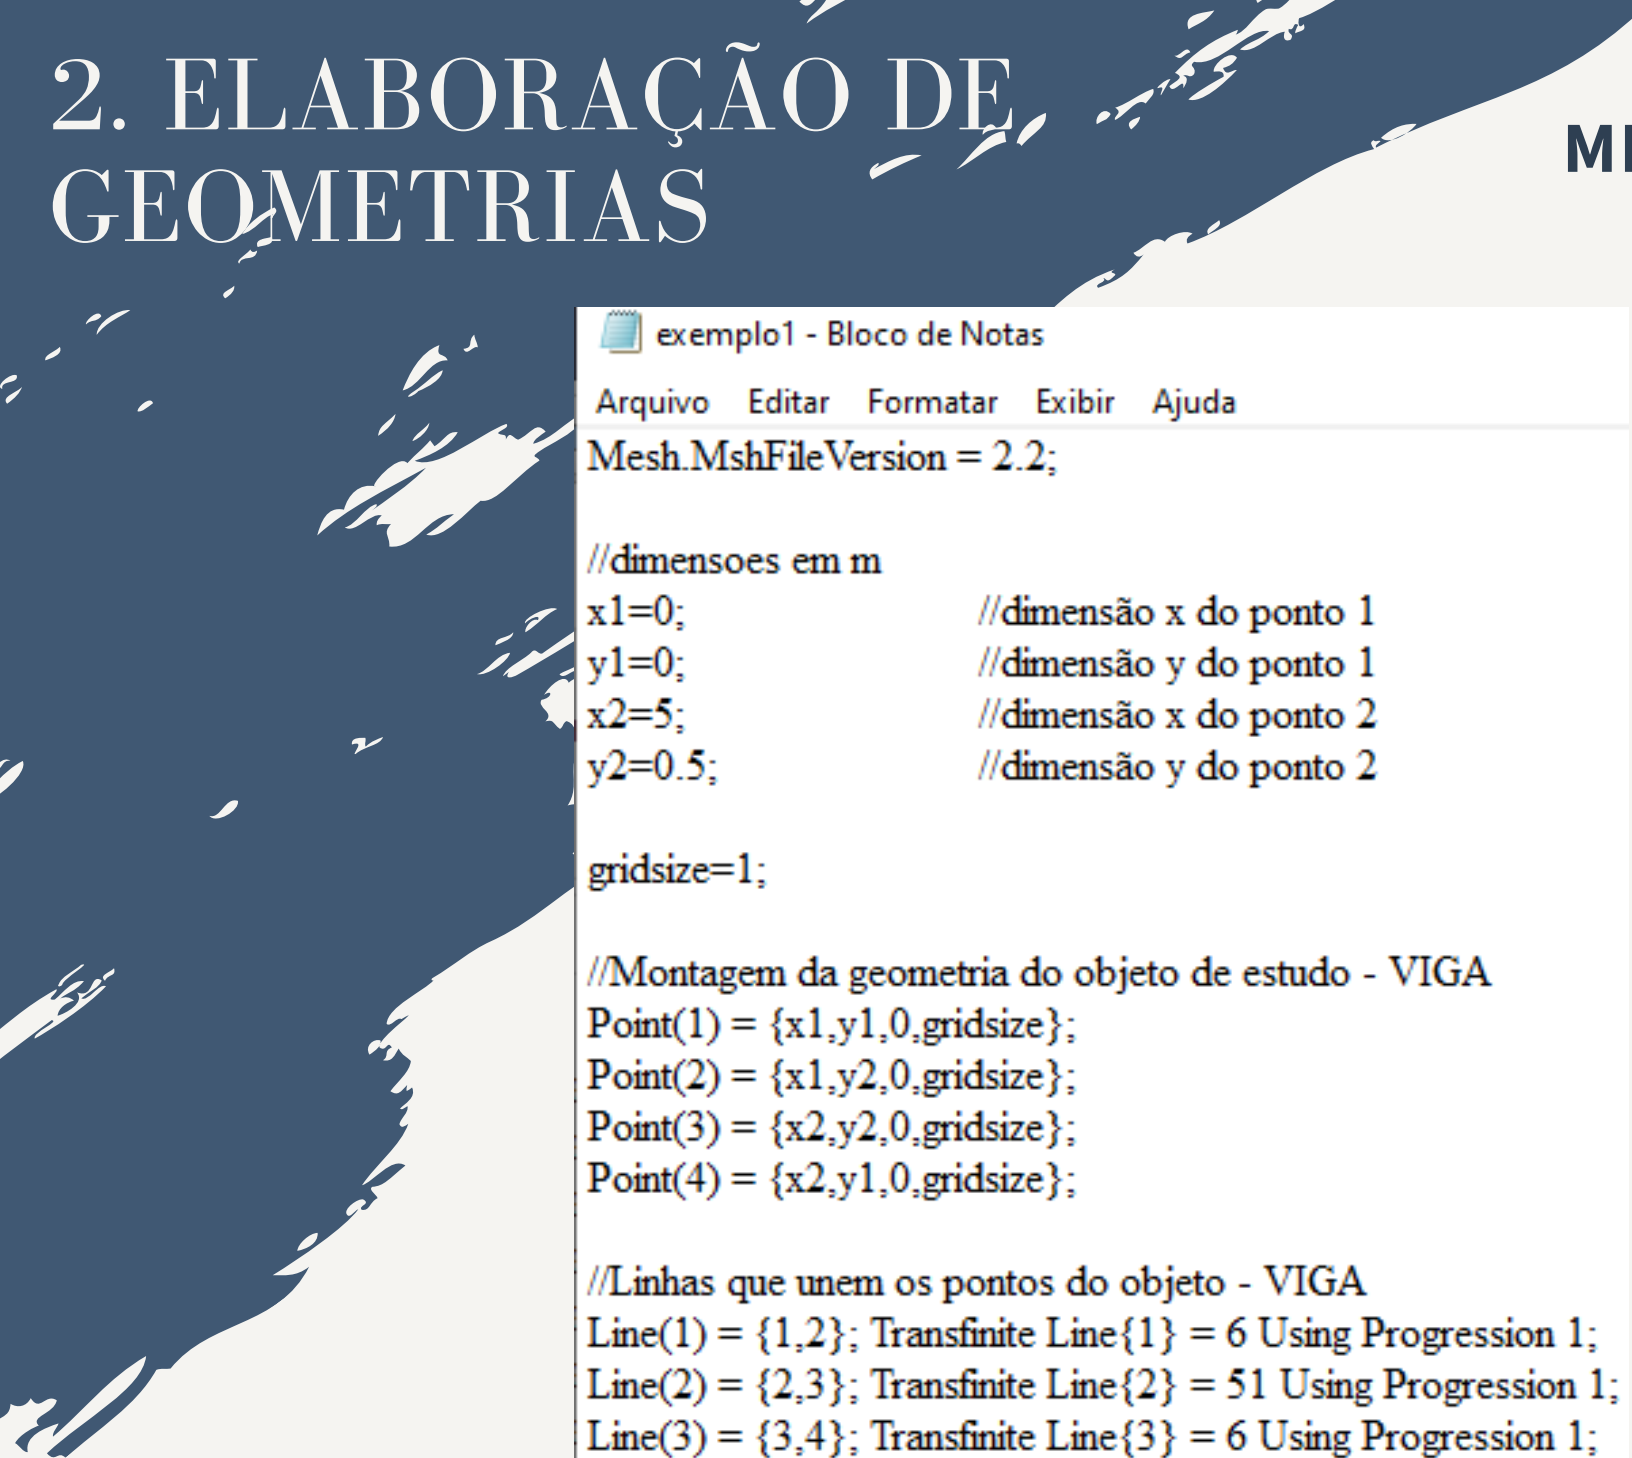 2. ELABORAÇÃO DE
GEOMETRIAS
exemplo1 - Bloco de Notas
Arquivo Editar Formatar Exibir Ajuda
Mesh.MshFileVersion = 2.2;
//dimensoes em m
x1=0; //dimensão x do ponto 1
y1=0; //dimensão y do ponto 1
x2=5; //dimensão x do ponto 2
y2=0.5; //dimensão y do ponto 2
gridsize=1;
//Montagem da geometria do objeto de estudo - VIGA
Point(1) = {x1,y1,0,gridsize};
Point(2) = {x1,y2,0,gridsize};
Point(3) = {x2,y2,0,gridsize};
Point(4) = {x2,y1,0,gridsize};
//Linhas que unem os pontos do objeto - VIGA
Line(1) = {1,2}; Transfinite Line{1} = 6 Using Progression 1;
Line(2) = {2,3}; Transfinite Line{2} = 51 Using Progression 1;
Line(3) = {3,4}; Transfinite Line{3} = 6 Using Progression 1;